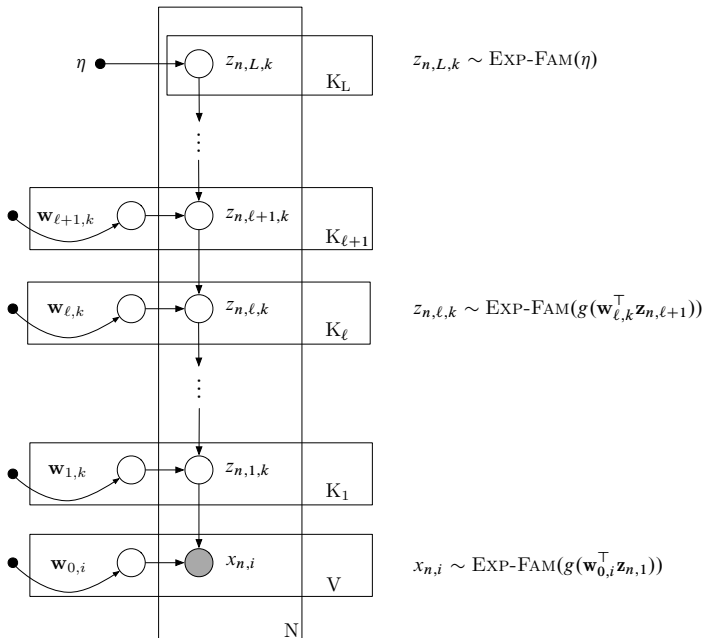 η z_{n,L,k} z_{n,L,k} ∼ EXP-FAM(η)
K_L
⋮
w_{ℓ+1,k} z_{n,ℓ+1,k}
K_{ℓ+1}
w_{ℓ,k} z_{n,ℓ,k} z_{n,ℓ,k} ∼ EXP-FAM(g(w_{ℓ,k}^⊤ z_{n,ℓ+1}))
K_ℓ
⋮
w_{1,k} z_{n,1,k}
K_1
w_{0,i} x_{n,i} x_{n,i} ∼ EXP-FAM(g(w_{0,i}^⊤ z_{n,1}))
V
N